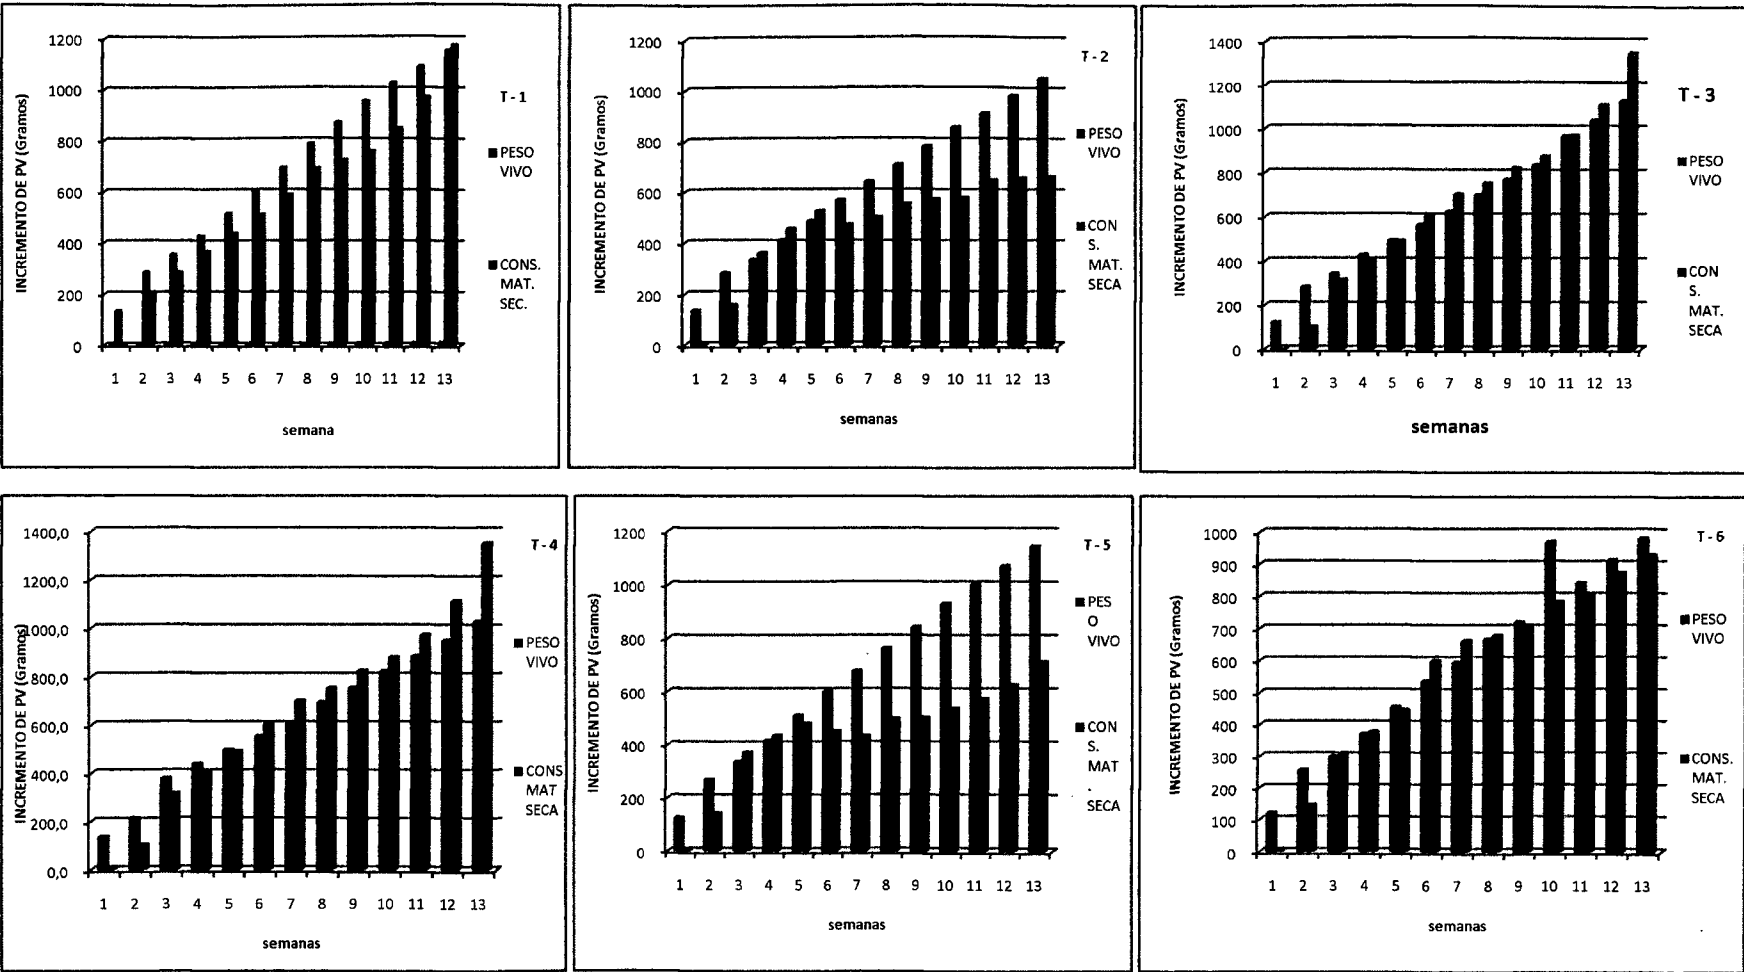 INCREMENTO DE PV (Gramos)
1200
1000
800
600
400
200
0
1 2 3 4 5 6 7 8 9 10 11 12 13
semana
T - 1
PESO
VIVO
CONS.
MAT.
SEC.
INCREMENTO DE PV (Gramos)
1200
1000
800
600
400
200
0
1 2 3 4 5 6 7 8 9 10 11 12 13
semanas
T - 2
PESO
VIVO
CON
S.
MAT.
SECA
INCREMENTO DE PV (Gramos)
1400
1200
1000
800
600
400
200
0
1 2 3 4 5 6 7 8 9 10 11 12 13
semanas
T - 3
PESO
VIVO
CON
S.
MAT.
SECA
INCREMENTO DE PV (Gramos)
1400,0
1200,0
1000,0
800,0
600,0
400,0
200,0
0,0
1 2 3 4 5 6 7 8 9 10 11 12 13
semanas
T - 4
PESO
VIVO
CONS
MAT
SECA
INCREMENTO DE PV (Gramos)
1200
1000
800
600
400
200
0
1 2 3 4 5 6 7 8 9 10 11 12 13
semanas
T - 5
PES
O
VIVO
CON
S.
MAT
.
SECA
INCREMENTO DE PV (Gramos)
1000
900
800
700
600
500
400
300
200
100
0
1 2 3 4 5 6 7 8 9 10 11 12 13
semanas
T - 6
PESO
VIVO
CONS.
MAT.
SECA